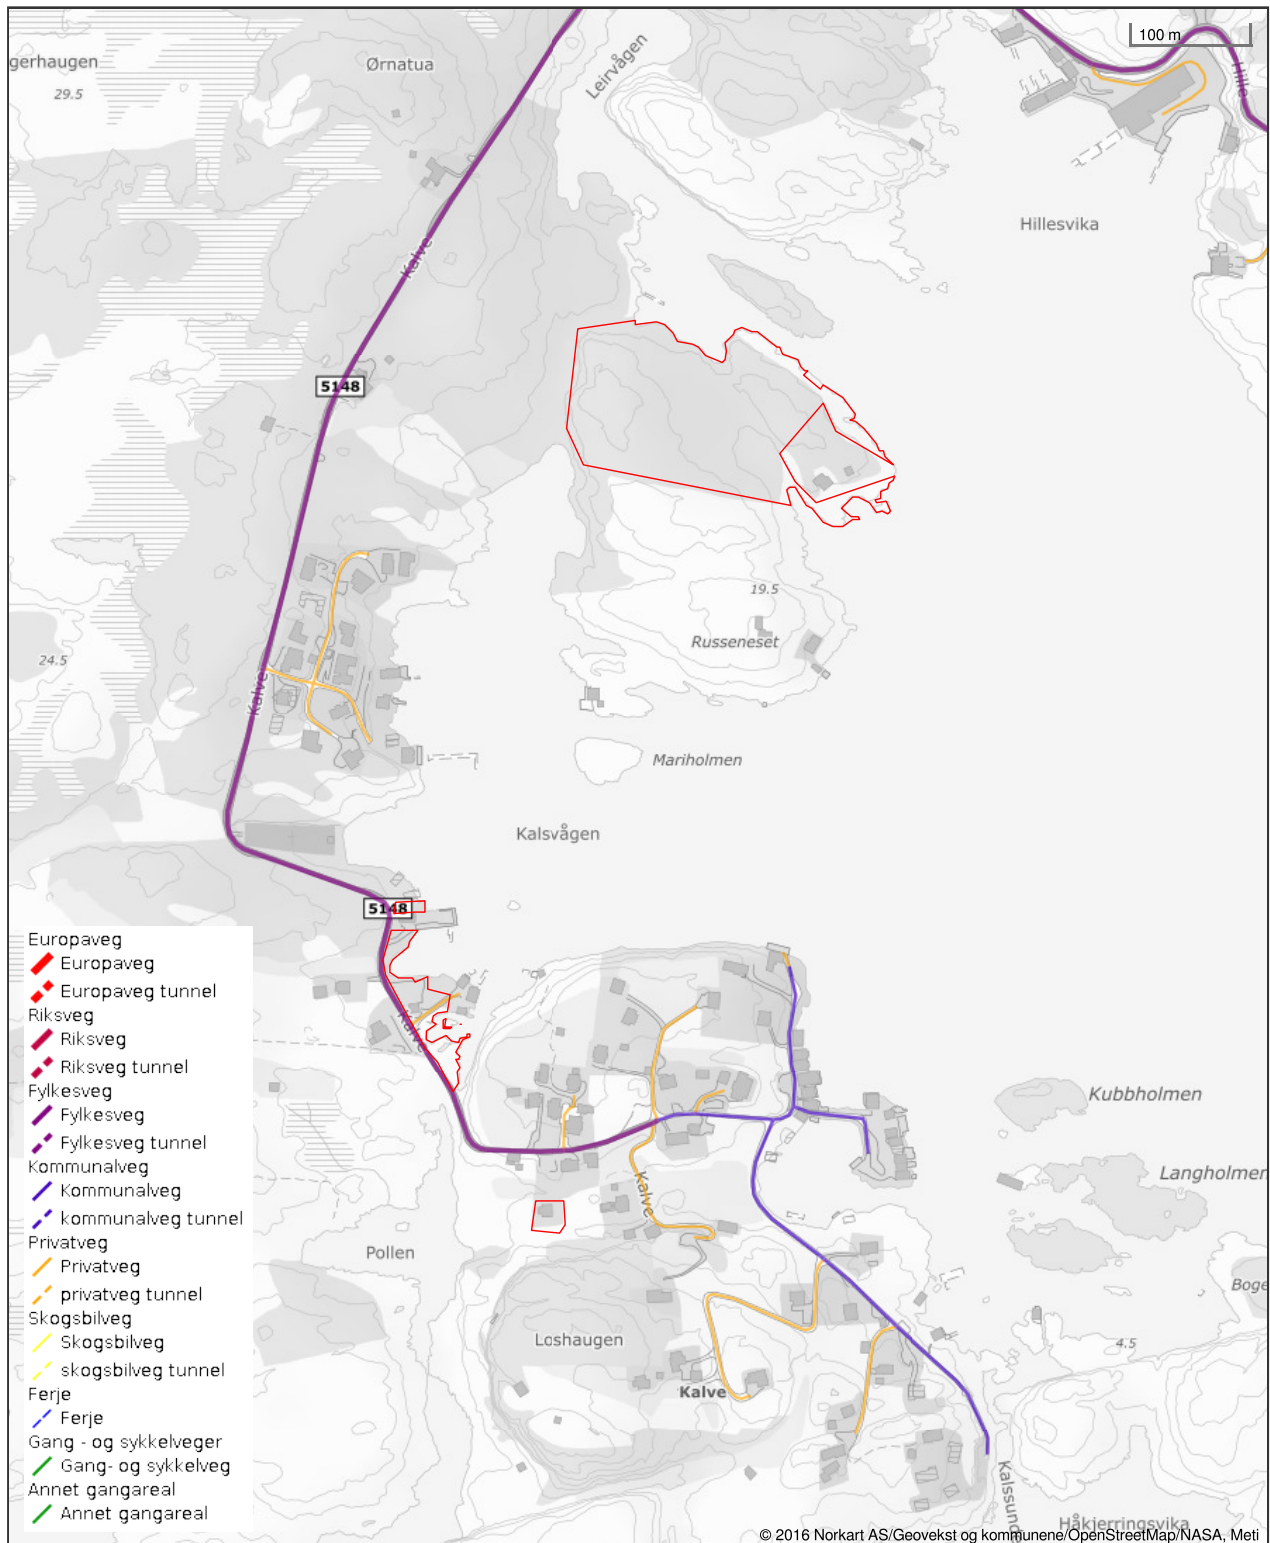 gerhaugen
29.5
Ørnatua
Leirvågen
100 m
Hille
Hillesvika
Kalve
5148
19.5
Russeneset
24.5
Kalve
Mariholmen
Kalsvågen
5148
Kalve
Kubbholmen
Langholmen
Kalve
Pollen
Boge
Loshaugen
4.5
Kalve
Kalssund
Håkjerringsvika
Europaveg
Europaveg
Europaveg tunnel
Riksveg
Riksveg
Riksveg tunnel
Fylkesveg
Fylkesveg
Fylkesveg tunnel
Kommunalveg
Kommunalveg
kommunalveg tunnel
Privatveg
Privatveg
privatveg tunnel
Skogsbilveg
Skogsbilveg
skogsbilveg tunnel
Ferje
Ferje
Gang - og sykkelveger
Gang- og sykkelveg
Annet gangareal
Annet gangareal
© 2016 Norkart AS/Geovekst og kommunene/OpenStreetMap/NASA, Meti